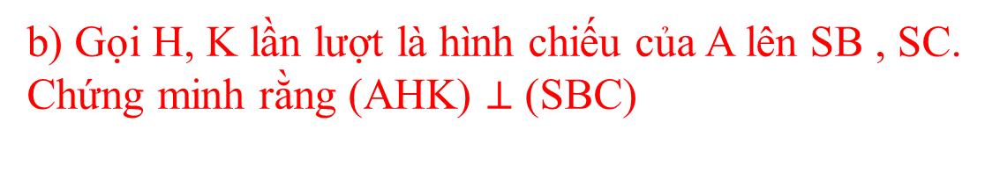 b) Gọi H, K lần lượt là hình chiếu của A lên SB , SC.
Chứng minh rằng (AHK) ⊥ (SBC)